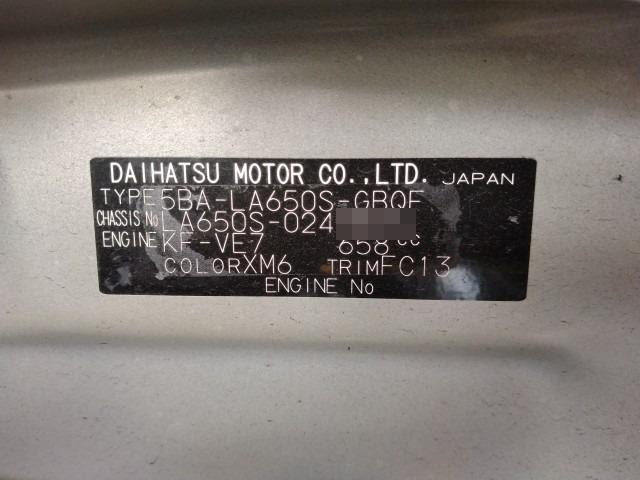 DAIHATSU MOTOR CO.,LTD. JAPAN
TYPE 5BA-LA650S-GBQF
CHASSIS No LA650S-024
ENGINE KF-VE7 658 cc
COLOR XM6 TRIM FC13
ENGINE No